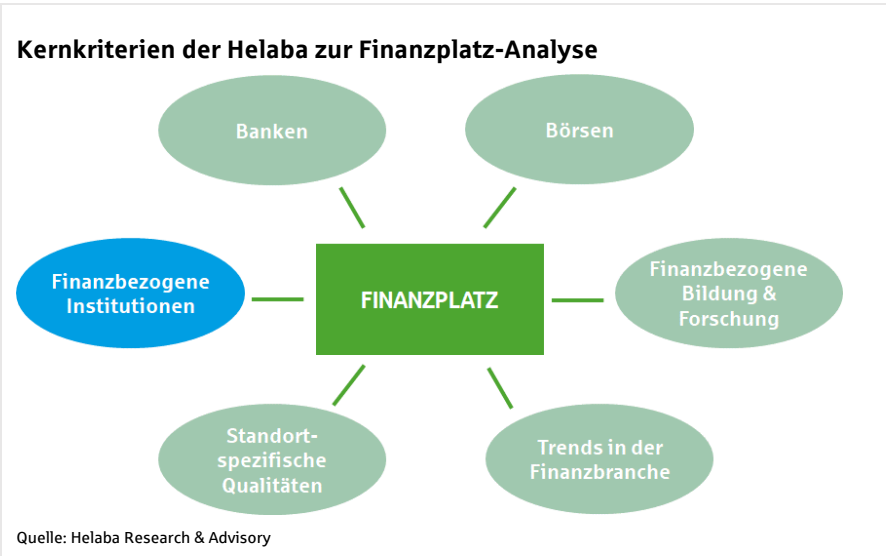 Kernkriterien der Helaba zur Finanzplatz-Analyse
Banken
Börsen
Finanzbezogene
Institutionen
FINANZPLATZ
Finanzbezogene
Bildung &
Forschung
Standort-
spezifische
Qualitäten
Trends in der
Finanzbranche
Quelle: Helaba Research & Advisory